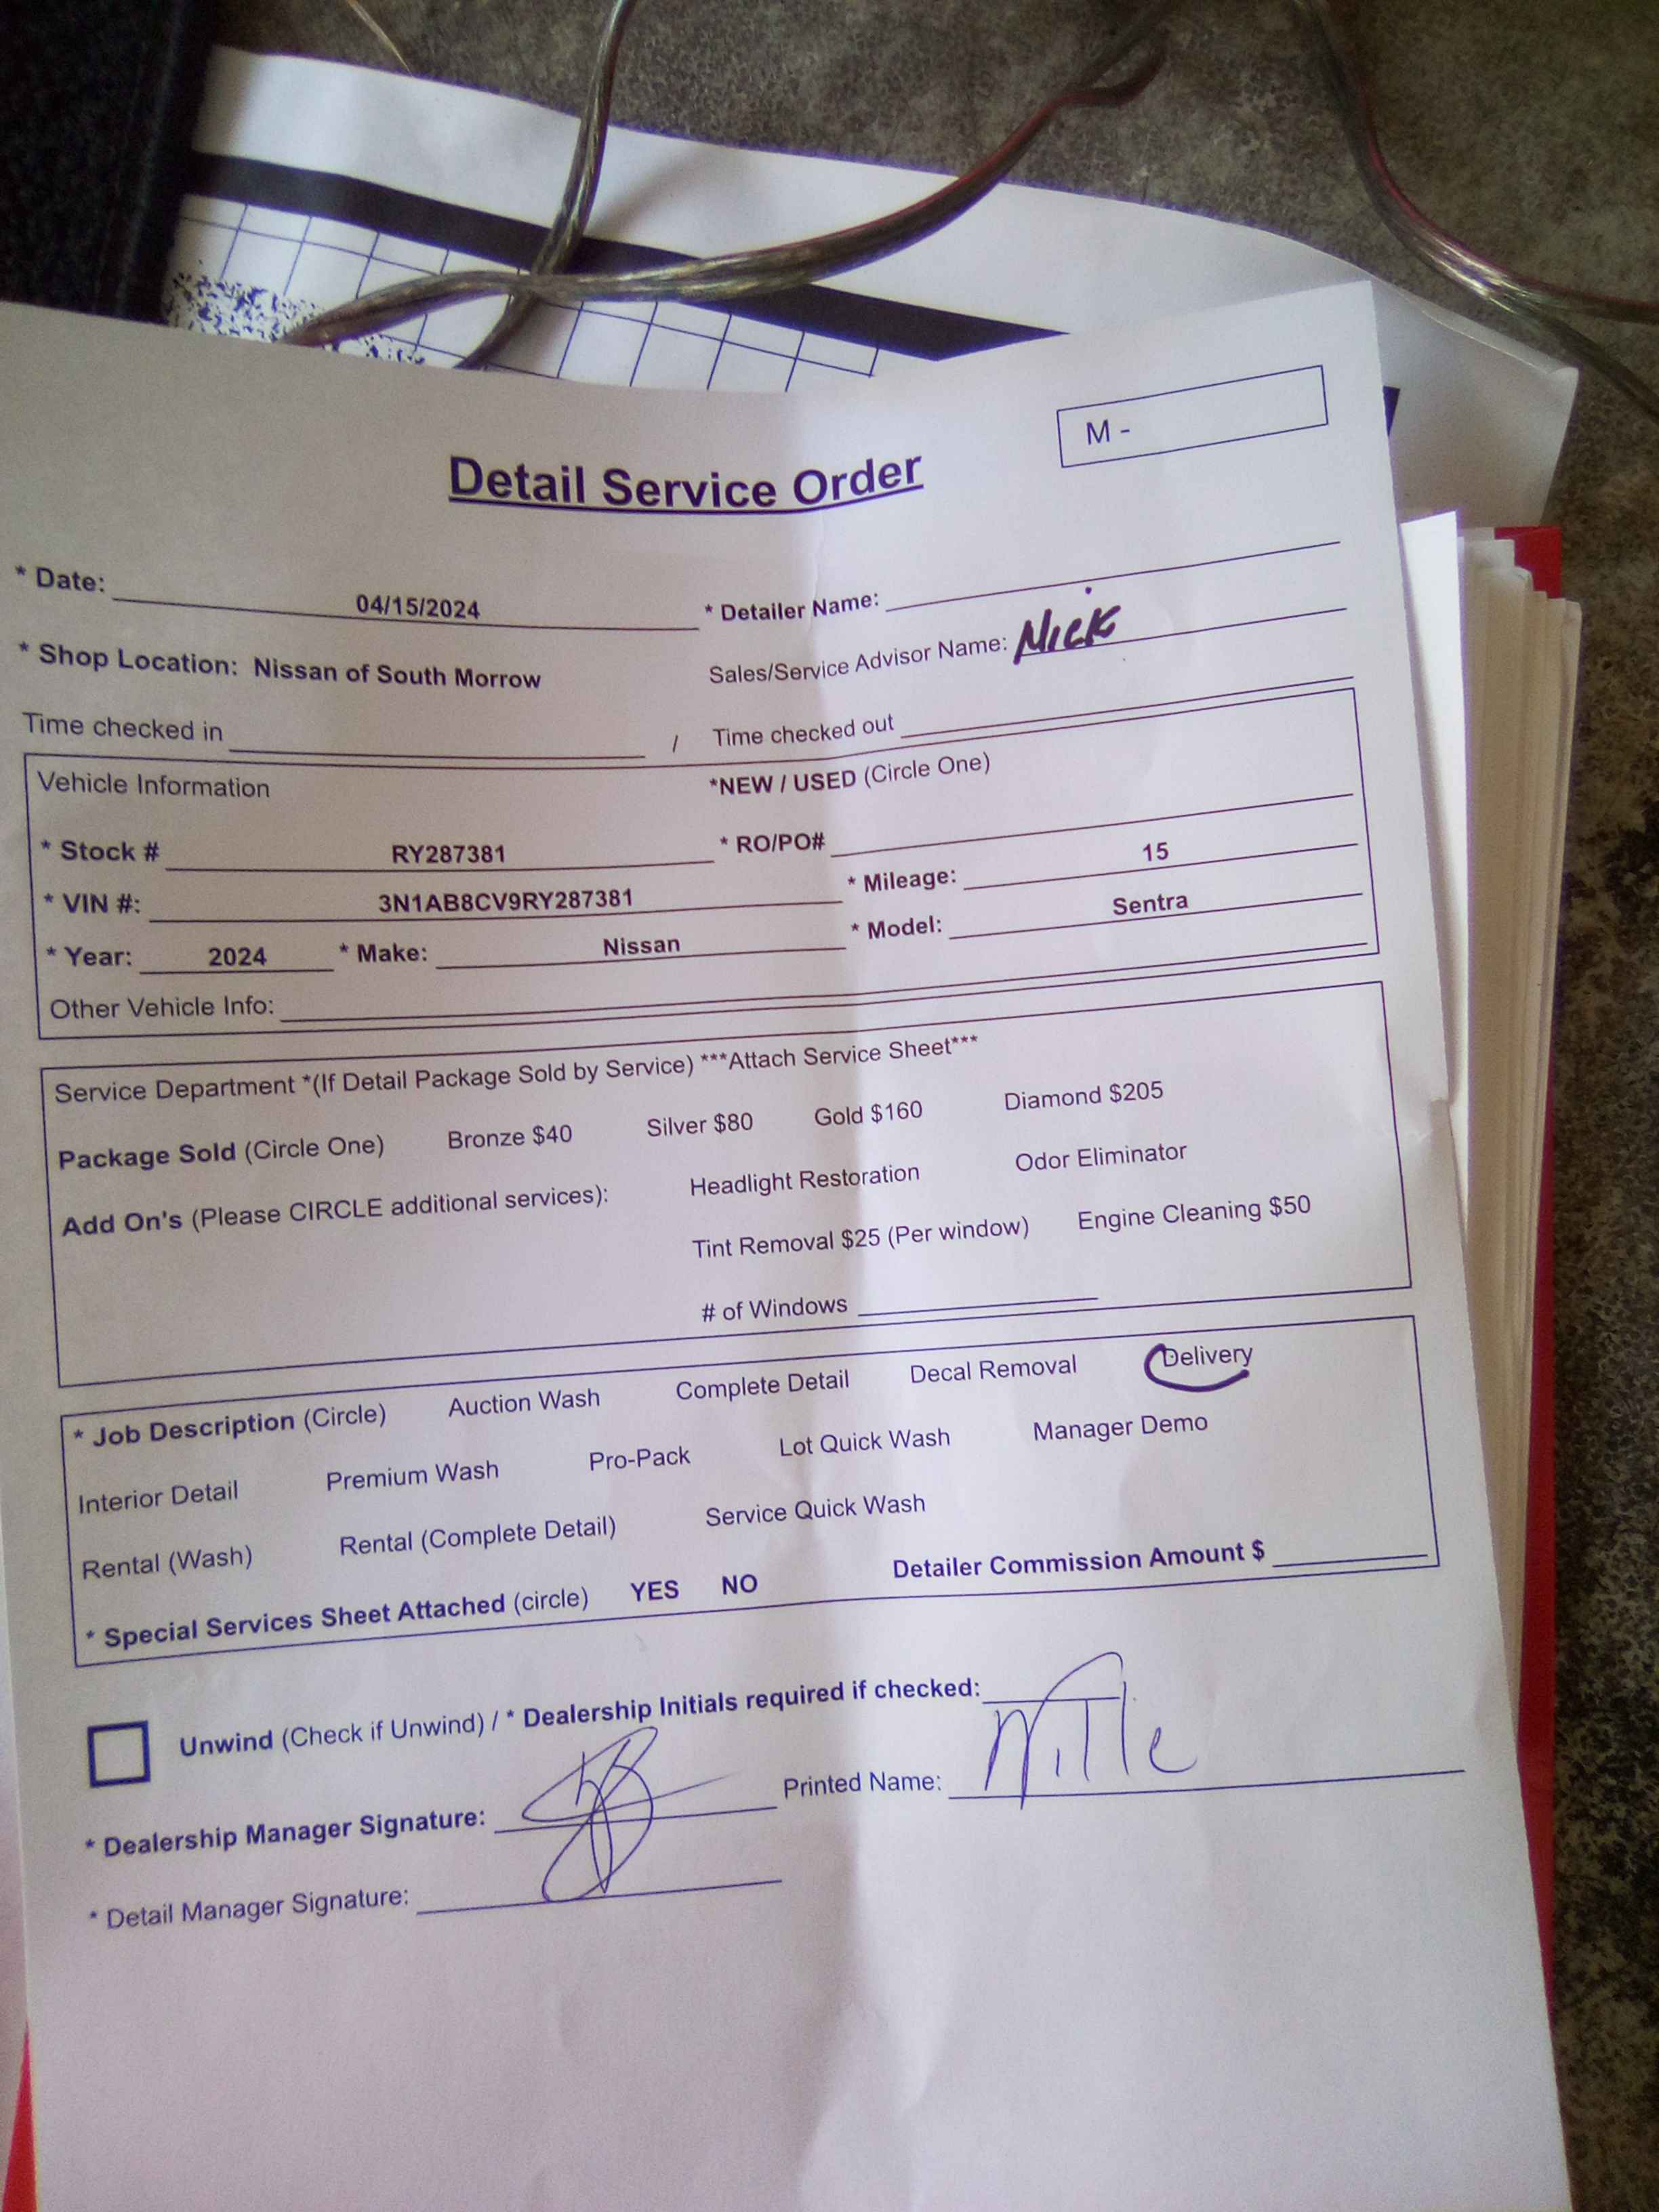 M -
Detail Service Order
* Date: 04/15/2024 * Detailer Name:
* Shop Location: Nissan of South Morrow Sales/Service Advisor Name: Nick
Time checked in / Time checked out
Vehicle Information *NEW / USED (Circle One)
* Stock # RY287381 * RO/PO#
* VIN #: 3N1AB8CV9RY287381 * Mileage: 15
* Year: 2024 * Make: Nissan * Model: Sentra
Other Vehicle Info:
Service Department *(If Detail Package Sold by Service) ***Attach Service Sheet***
Package Sold (Circle One) Bronze $40 Silver $80 Gold $160 Diamond $205
Add On's (Please CIRCLE additional services): Headlight Restoration Odor Eliminator
Tint Removal $25 (Per window) Engine Cleaning $50
# of Windows
* Job Description (Circle) Auction Wash Complete Detail Decal Removal Delivery
Interior Detail Premium Wash Pro-Pack Lot Quick Wash Manager Demo
Rental (Wash) Rental (Complete Detail) Service Quick Wash
* Special Services Sheet Attached (circle) YES NO Detailer Commission Amount $
Unwind (Check if Unwind) / * Dealership Initials required if checked:
* Dealership Manager Signature: Printed Name:
* Detail Manager Signature: